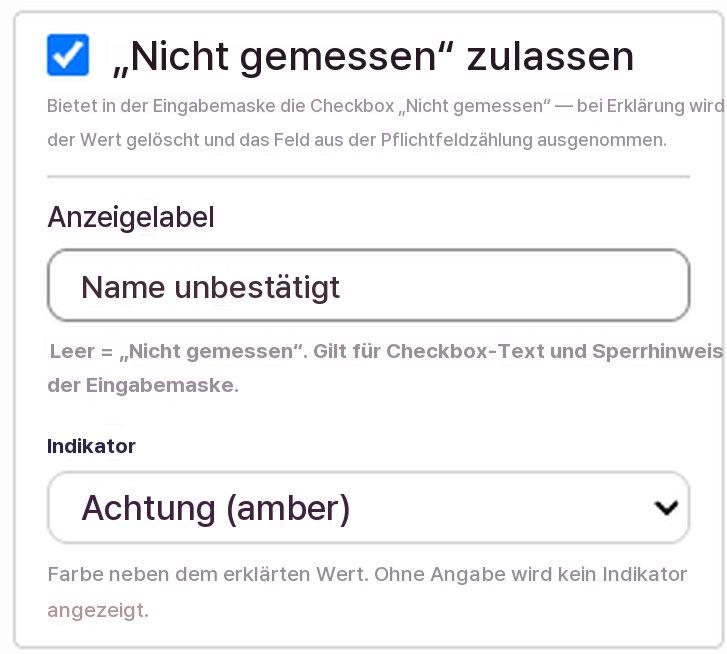 „Nicht gemessen“ zulassen
Bietet in der Eingabemaske die Checkbox „Nicht gemessen“ — bei Erklärung wird
der Wert gelöscht und das Feld aus der Pflichtfeldzählung ausgenommen.
Anzeigelabel
Name unbestätigt
Leer = „Nicht gemessen“. Gilt für Checkbox-Text und Sperrhinweis
der Eingabemaske.
Indikator
Achtung (amber)
Farbe neben dem erklärten Wert. Ohne Angabe wird kein Indikator
angezeigt.